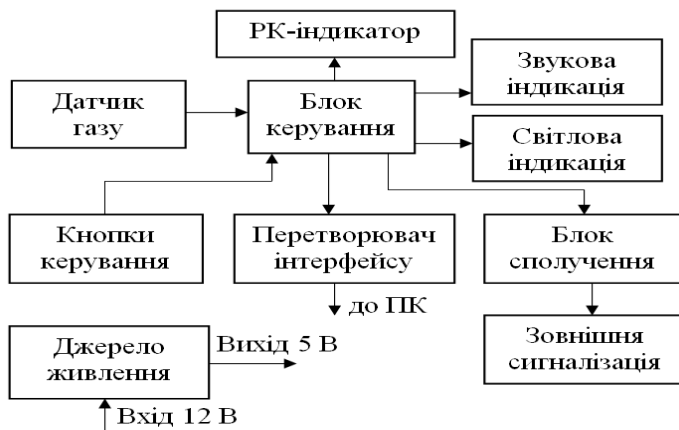 РК-індикатор
Звукова
індикація
Датчик
газу
Блок
керування
Світлова
індикація
Кнопки
керування
Перетворювач
інтерфейсу
Блок
сполучення
до ПК
Джерело
живлення
Вихід 5 В
Зовнішня
сигналізація
Вхід 12 В